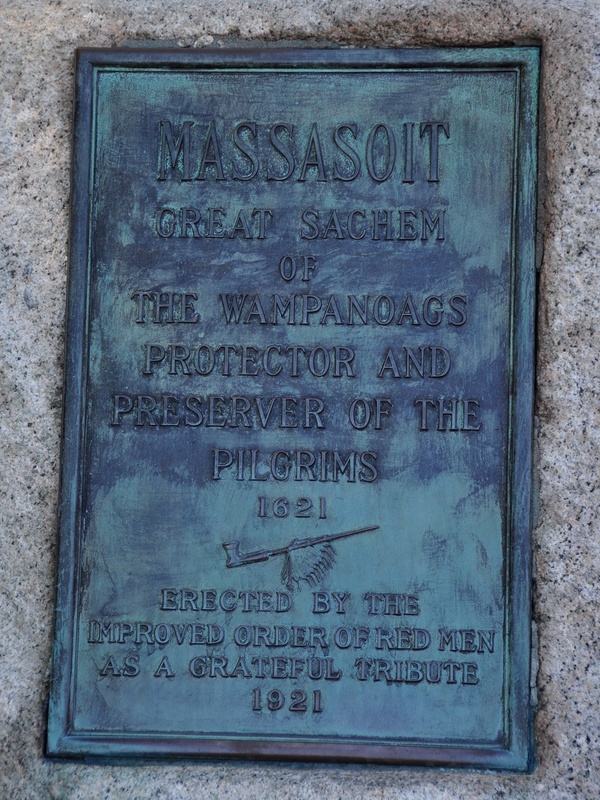 MASSASOIT
GREAT SACHEM
OF
THE WAMPANOAGS
PROTECTOR AND
PRESERVER OF THE
PILGRIMS
1621
ERECTED BY THE
IMPROVED ORDER OF RED MEN
AS A GRATEFUL TRIBUTE
1921